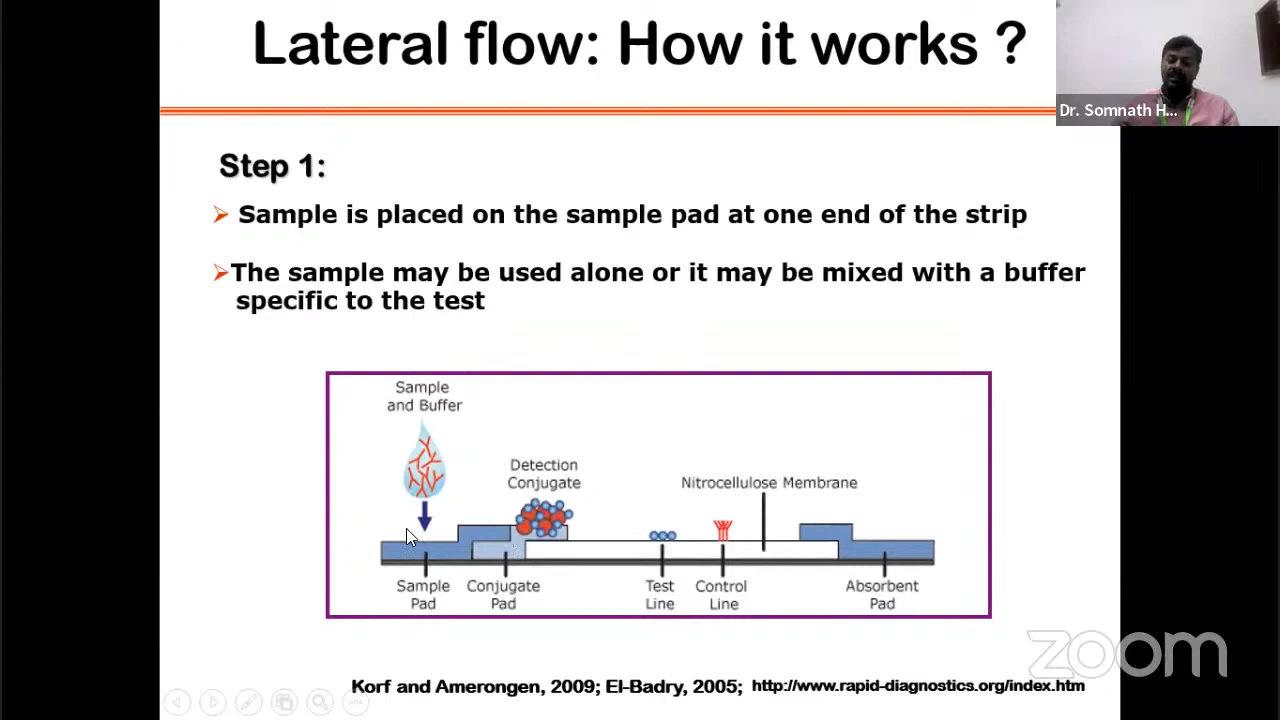 Lateral flow: How it works ?
Dr. Somnath H...
Step 1:
Sample is placed on the sample pad at one end of the strip
The sample may be used alone or it may be mixed with a buffer
specific to the test
Sample
and Buffer
Detection
Conjugate
Nitrocellulose Membrane
Sample
Pad
Conjugate
Pad
Test
Line
Control
Line
Absorbent
Pad
zoom
Korf and Amerongen, 2009; El-Badry, 2005; http://www.rapid-diagnostics.org/index.htm